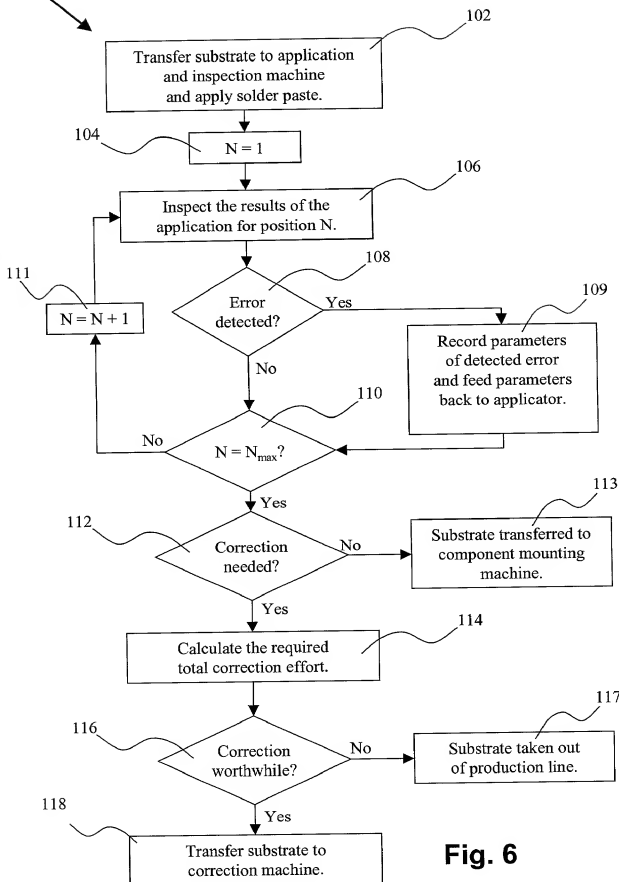 102
Transfer substrate to application
and inspection machine
and apply solder paste.
104
N = 1
106
Inspect the results of the
application for position N.
108
111
Error
detected?
Yes
109
N = N + 1
Record parameters
of detected error
and feed parameters
back to applicator.
No
110
No
N = Nmax?
Yes
113
112
Correction
needed?
No
Substrate transferred to
component mounting
machine.
Yes
114
Calculate the required
total correction effort.
117
116
Correction
worthwhile?
No
Substrate taken out
of production line.
Yes
118
Transfer substrate to
correction machine.
Fig. 6